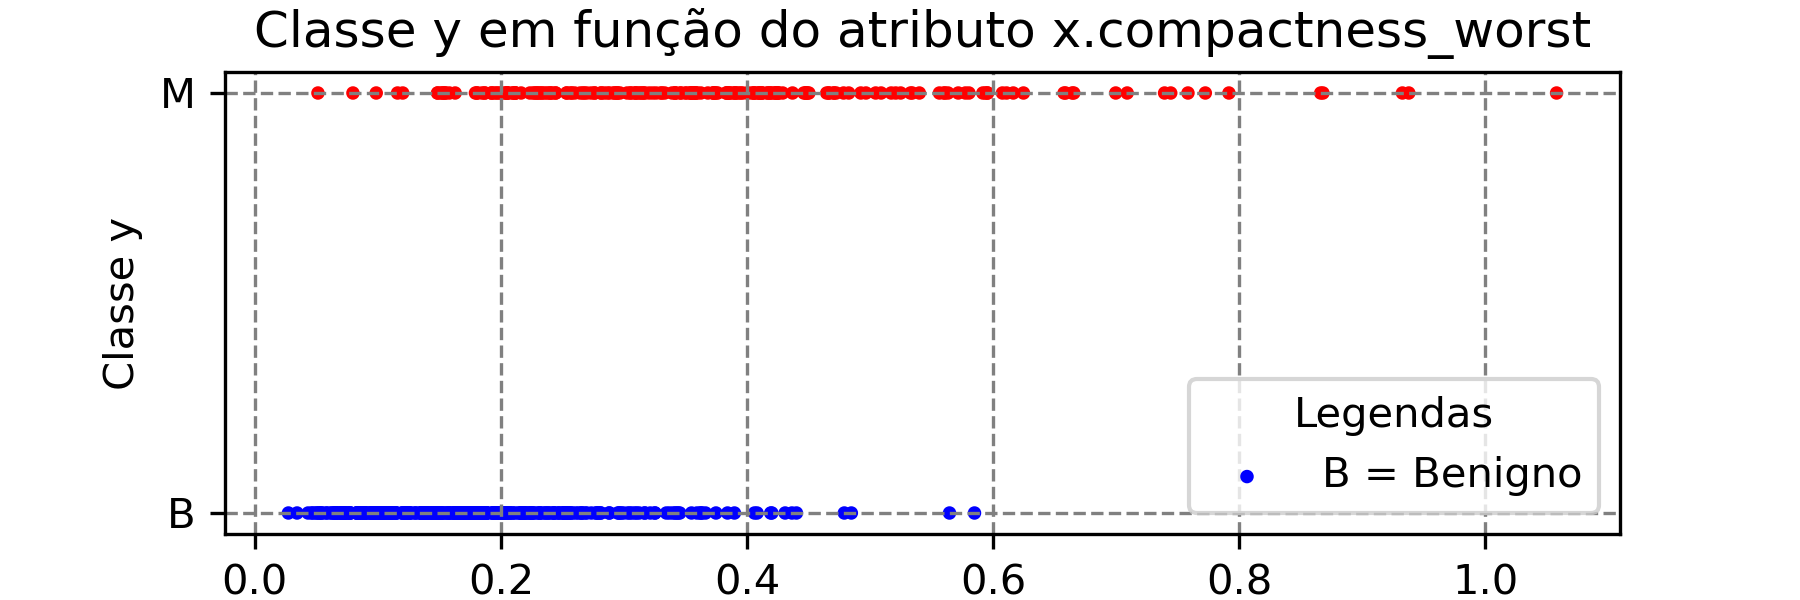 Classe y em função do atributo x.compactness_worst
M
Classe y
B
Legendas
B = Benigno
0.0 0.2 0.4 0.6 0.8 1.0